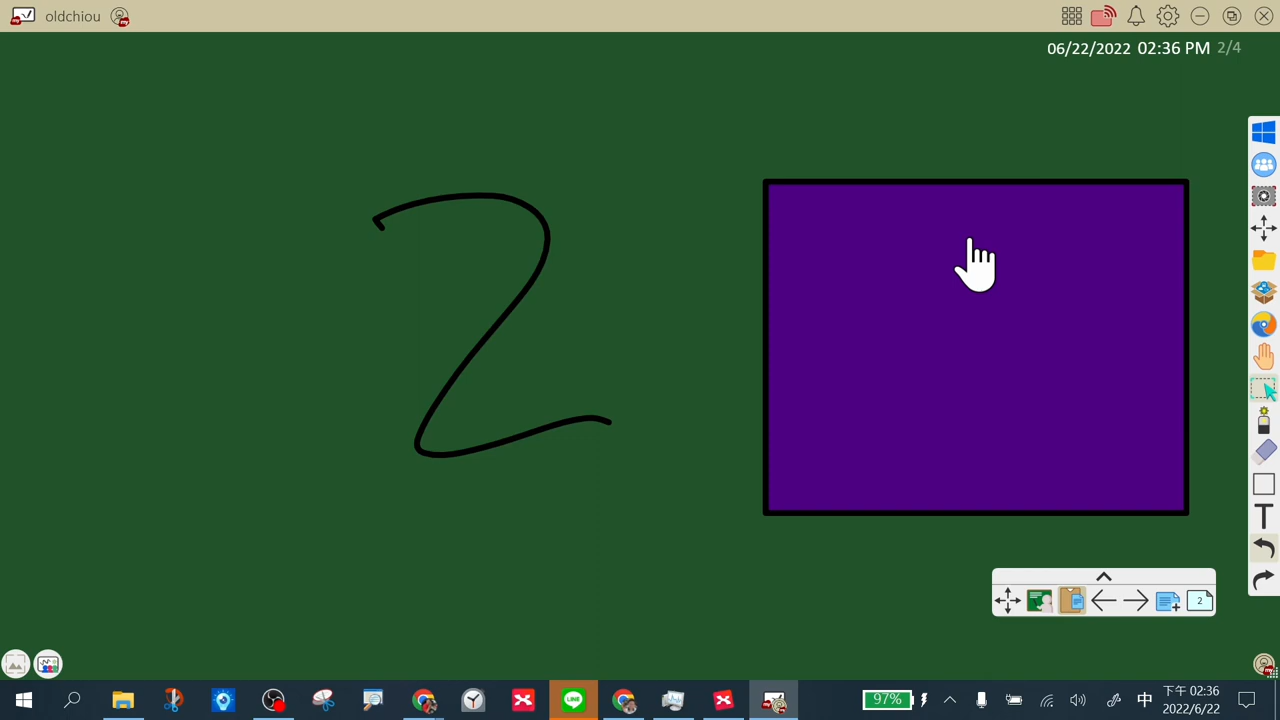 oldchiou
06/22/2022 02:36 PM 2/4
2
T
2
LINE
97%
中
下午 02:36
2022/6/22